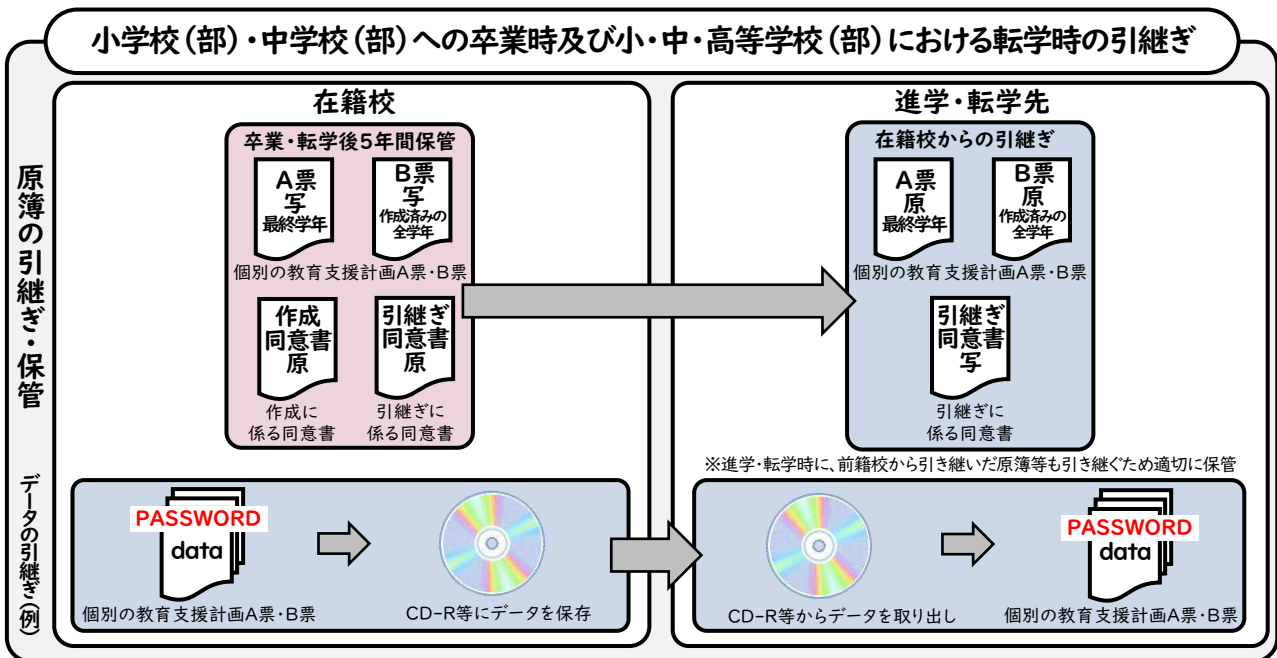 小学校(部)・中学校(部)への卒業時及び小・中・高等学校(部)における転学時の引継ぎ
原簿の引継ぎ・保管
在籍校
卒業・転学後5年間保管
A票
写
最終学年
B票
写
作成済みの
全学年
個別の教育支援計画A票・B票
作成
同意書
原
引継ぎ
同意書
原
作成に
係る同意書
引継ぎに
係る同意書
進学・転学先
在籍校からの引継ぎ
A票
原
最終学年
B票
原
作成済みの
全学年
個別の教育支援計画A票・B票
引継ぎ
同意書
写
引継ぎに
係る同意書
※進学・転学時に、前籍校から引き継いだ原簿等も引き継ぐため適切に保管
データの引継ぎ(例)
PASSWORD
data
個別の教育支援計画A票・B票
CD-R等にデータを保存
CD-R等からデータを取り出し
PASSWORD
data
個別の教育支援計画A票・B票